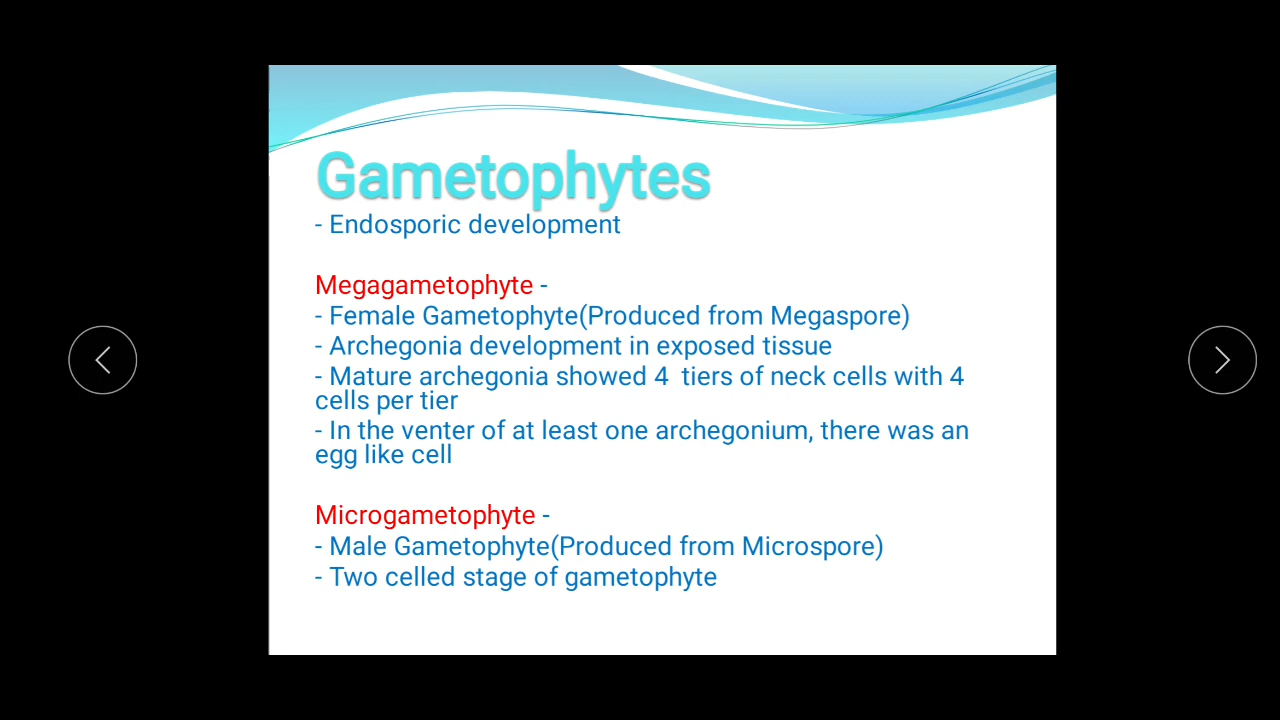 Gametophytes
- Endosporic development
Megagametophyte -
- Female Gametophyte(Produced from Megaspore)
- Archegonia development in exposed tissue
- Mature archegonia showed 4  tiers of neck cells with 4
cells per tier
- In the venter of at least one archegonium, there was an
egg like cell
Microgametophyte -
- Male Gametophyte(Produced from Microspore)
- Two celled stage of gametophyte